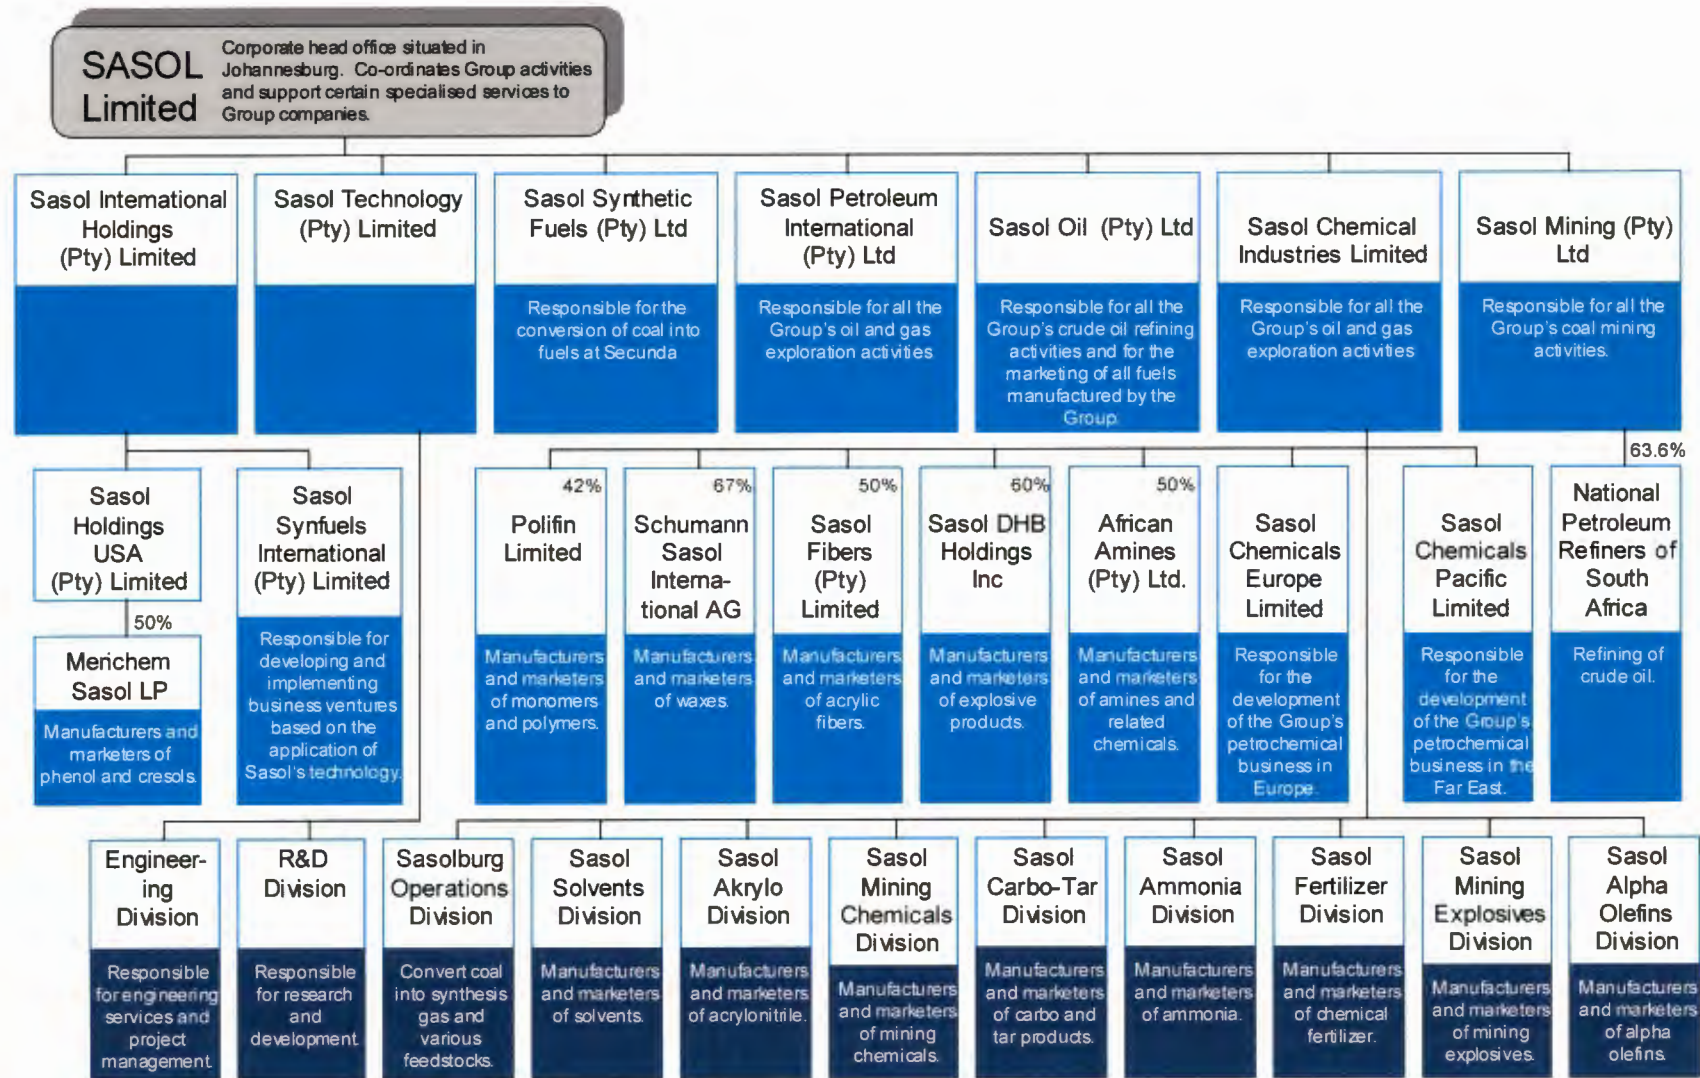 SASOL
Limited
Corporate head office situated in
Johannesburg. Co-ordinates Group activities
and support certain specialised services to
Group companies.
Sasol International
Holdings
(Pty) Limited
Sasol Technology
(Pty) Limited
Sasol Synthetic
Fuels (Pty) Ltd
Responsible for the
conversion of coal into
fuels at Secunda
Sasol Petroleum
International
(Pty) Ltd
Responsible for all the
Group's oil and gas
exploration activities
Sasol Oil (Pty) Ltd
Responsible for all the
Group's crude oil refining
activities and for the
marketing of all fuels
manufactured by the
Group.
Sasol Chemical
Industries Limited
Responsible for all the
Group's oil and gas
exploration activities
Sasol Mining (Pty)
Ltd
Responsible for all the
Group's coal mining
activities.
Sasol
Holdings
USA
(Pty) Limited
50%
Merichem
Sasol LP
Manufacturers and
marketers of
phenol and cresols.
Sasol
Synfuels
International
(Pty) Limited
Responsible for
developing and
implementing
business ventures
based on the
application of
Sasol's technology.
42%
Polifin
Limited
Manufacturers
and marketers
of monomers
and polymers.
67%
Schumann
Sasol
Interna-
tional AG
Manufacturers
and marketers
of waxes.
50%
Sasol
Fibers
(Pty)
Limited
Manufacturers
and marketers
of acrylic
fibers.
60%
Sasol DHB
Holdings
Inc
Manufacturers
and marketers
of explosive
products.
50%
African
Amines
(Pty) Ltd.
Manufacturers
and marketers
of amines and
related
chemicals.
Sasol
Chemicals
Europe
Limited
Responsible
for the
development
of the Group's
petrochemical
business in
Europe.
Sasol
Chemicals
Pacific
Limited
Responsible
for the
development
of the Group's
petrochemical
business in the
Far East.
63.6%
National
Petroleum
Refiners of
South
Africa
Refining of
crude oil.
Engineer-
ing
Division
Responsible
for engineering
services and
project
management.
R&D
Division
Responsible
for research
and
development
Sasolburg
Operations
Division
Convert coal
into synthesis
gas and
various
feedstocks.
Sasol
Solvents
Division
Manufacturers
and marketers
of solvents.
Sasol
Akrylo
Division
Manufacturers
and marketers
of acrylonitrile.
Sasol
Mining
Chemicals
Division
Manufacturers
and marketers
of mining
chemicals.
Sasol
Carbo-Tar
Division
Manufacturers
and marketers
of carbo and
tar products.
Sasol
Ammonia
Division
Manufacturers
and marketers
of ammonia.
Sasol
Fertilizer
Division
Manufacturers
and marketers
of chemical
fertilizer.
Sasol
Mining
Explosives
Division
Manufacturers
and marketers
of mining
explosives.
Sasol
Alpha
Olefins
Division
Manufacturers
and marketers
of alpha
olefins.